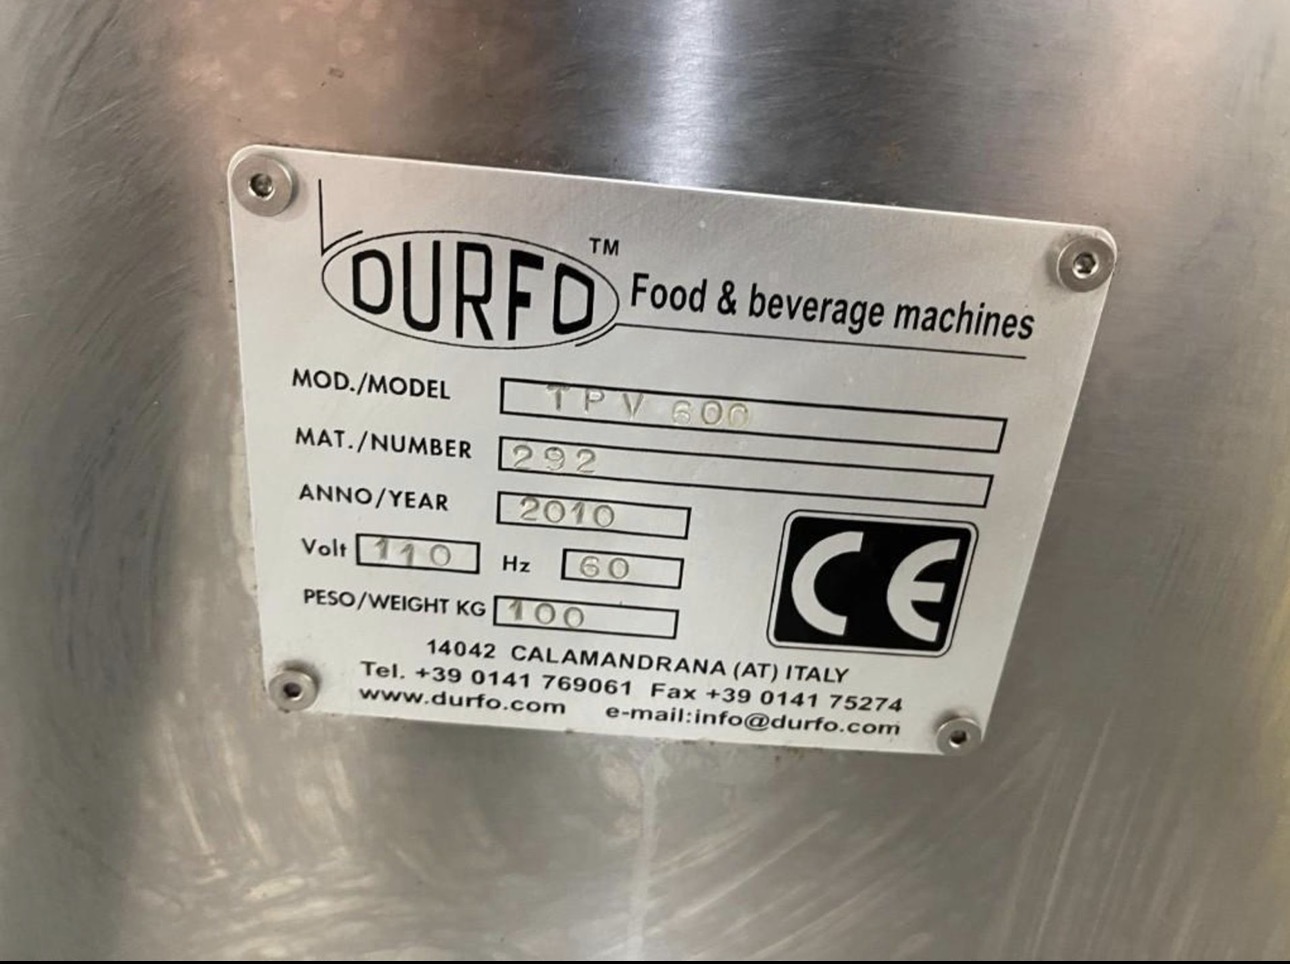 DURFO™ Food & beverage machines
MOD./MODEL TPV 600
MAT./NUMBER 292
ANNO/YEAR 2010
Volt 110 Hz 60
PESO/WEIGHT KG 100
CE
14042 CALAMANDRANA (AT) ITALY
Tel. +39 0141 769061 Fax +39 0141 75274
www.durfo.com e-mail:info@durfo.com